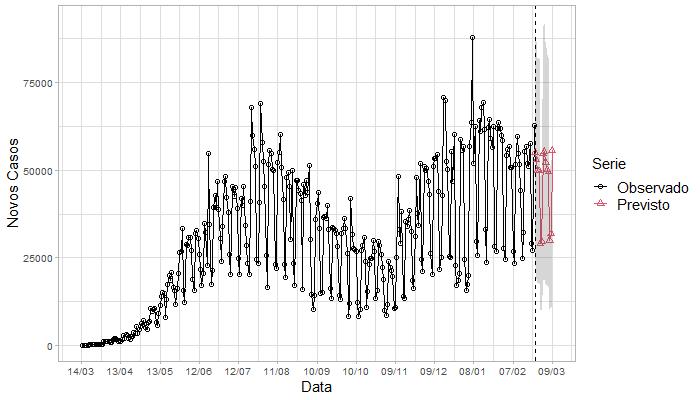 75000
50000
25000
0
Novos Casos
14/03 13/04 13/05 12/06 12/07 11/08 10/09 10/10 09/11 09/12 08/01 07/02 09/03
Data
Serie
Observado
Previsto